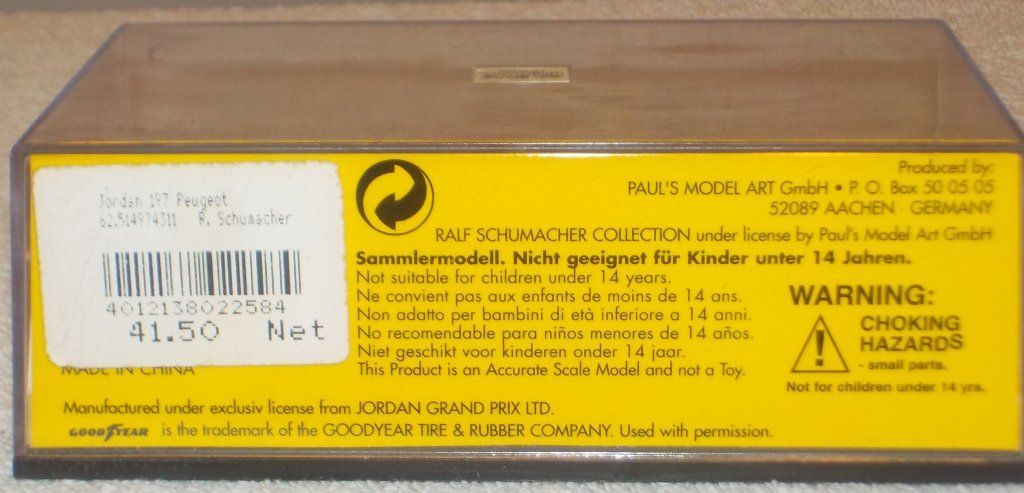 Jordan 197 Peugeot
62.514974311 R. Schumacher
4012138022584
41.50 Net
MADE IN CHINA
Produced by:
PAUL'S MODEL ART GmbH • P. O. Box 50 05 05
52089 AACHEN · GERMANY
RALF SCHUMACHER COLLECTION under license by Paul's Model Art GmbH
Sammlermodell. Nicht geeignet für Kinder unter 14 Jahren.
Not suitable for children under 14 years.
Ne convient pas aux enfants de moins de 14 ans.
Non adatto per bambini di età inferiore a 14 anni.
No recomendable para niños menores de 14 años.
Niet geschikt voor kinderen onder 14 jaar.
This Product is an Accurate Scale Model and not a Toy.
WARNING:
CHOKING
HAZARDS
- small parts.
Not for children under 14 yrs.
Manufactured under exclusiv license from JORDAN GRAND PRIX LTD.
GOODYEAR is the trademark of the GOODYEAR TIRE & RUBBER COMPANY. Used with permission.